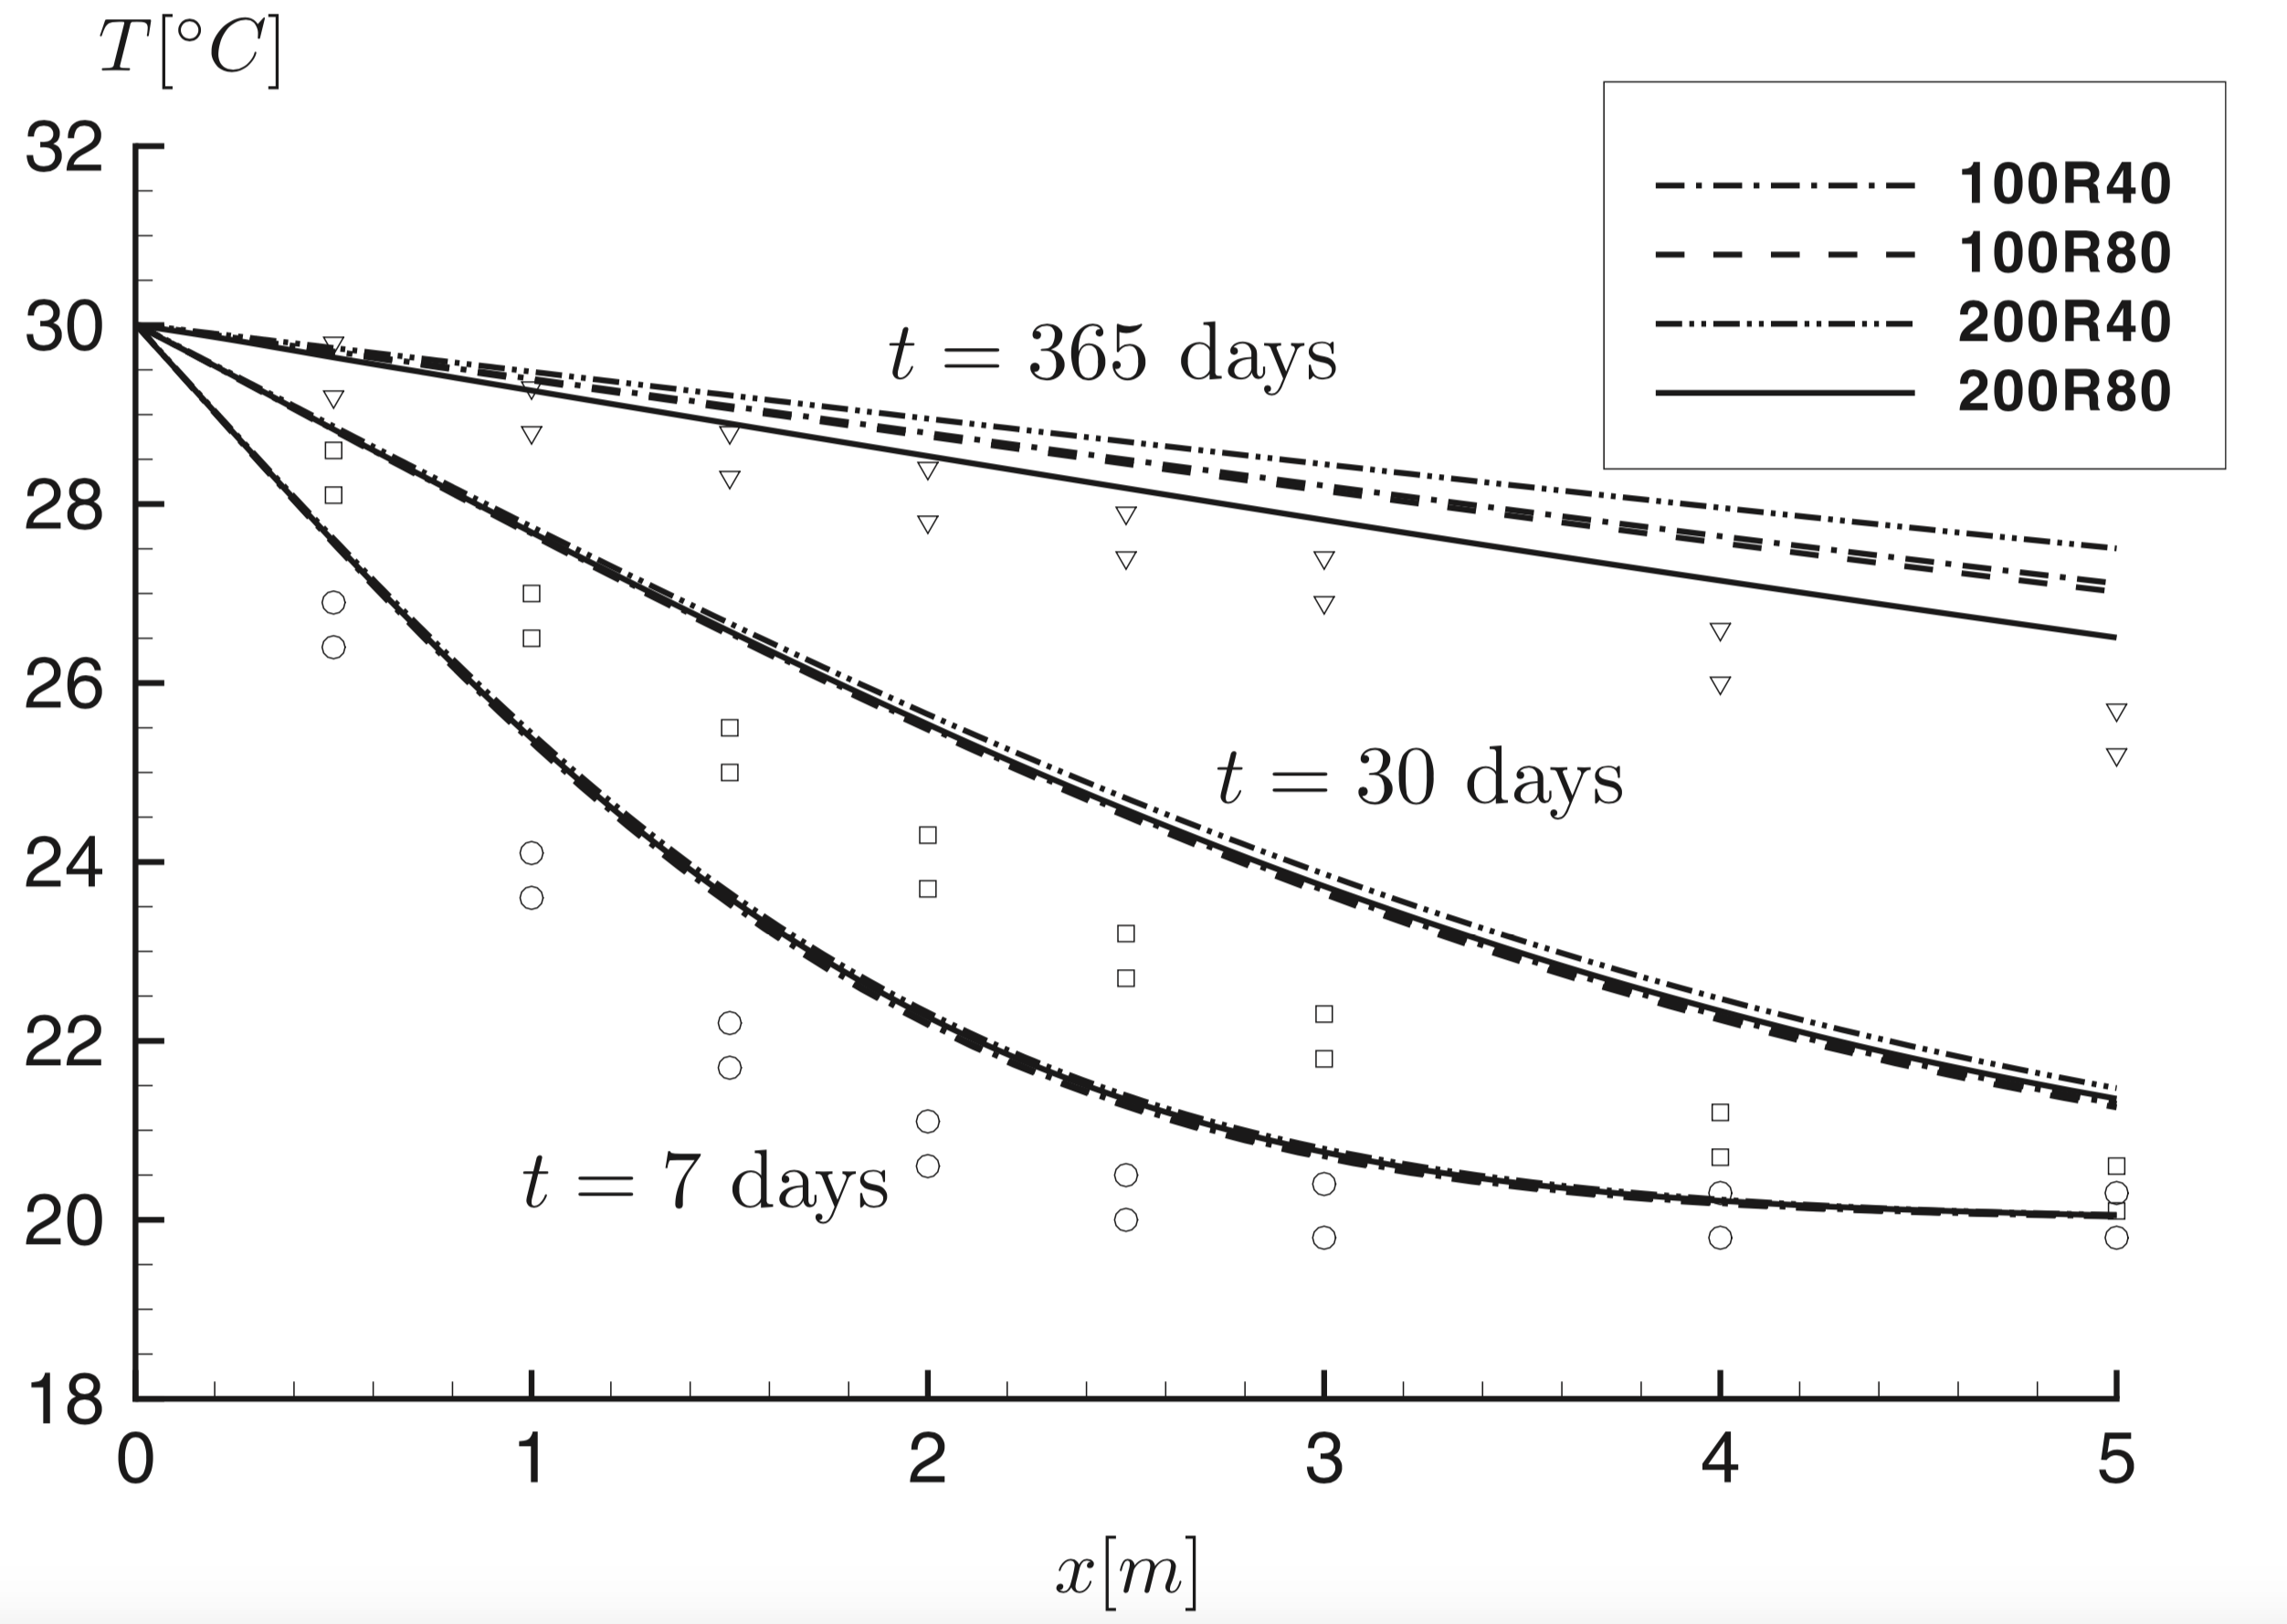 T[°C]
32
100R40
100R80
30
200R40
t = 365 days
200R80
28
26
t = 30 days
24
22
t = 7 days
20
18
0 1 2 3 4 5
x[m]